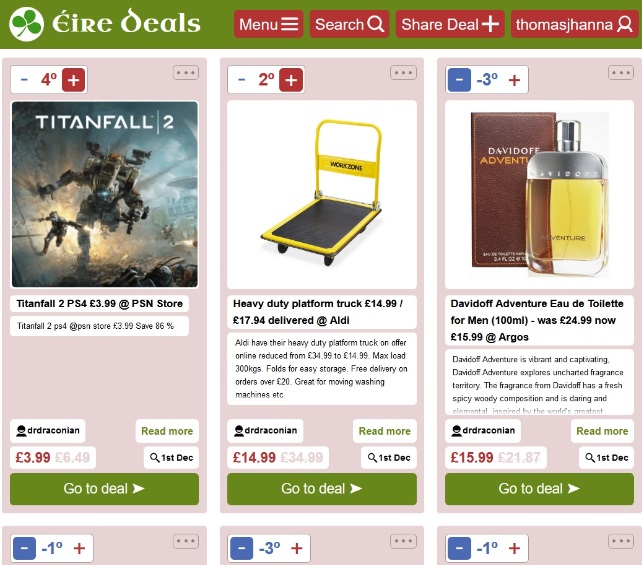 Éire Deals
Menu
Search
Share Deal
thomasjhanna
- 4° +
TITANFALL 2
Titanfall 2 PS4 £3.99 @ PSN Store
Titanfall 2 ps4 @psn store £3.99 Save 86 %
drdraconian
Read more
£3.99 £6.49
1st Dec
Go to deal
- 2° +
WORKZONE
Heavy duty platform truck £14.99 /
£17.94 delivered @ Aldi
Aldi have their heavy duty platform truck on offer
online reduced from £34.99 to £14.99. Max load
300kgs. Folds for easy storage. Free delivery on
orders over £20. Great for moving washing
machines etc
drdraconian
Read more
£14.99 £34.99
1st Dec
Go to deal
- -3° +
DAVIDOFF
ADVENTU
DAVIDOFF
ADVENTURE
Davidoff Adventure Eau de Toilette
for Men (100ml) - was £24.99 now
£15.99 @ Argos
Davidoff Adventure is vibrant and captivating,
Davidoff Adventure explores uncharted fragrance
territory. The fragrance from Davidoff has a fresh
spicy woody composition and is daring and
elemental, inspired by the world's greatest
drdraconian
Read more
£15.99 £21.87
1st Dec
Go to deal
- -1° +
- -3° +
- -1° +